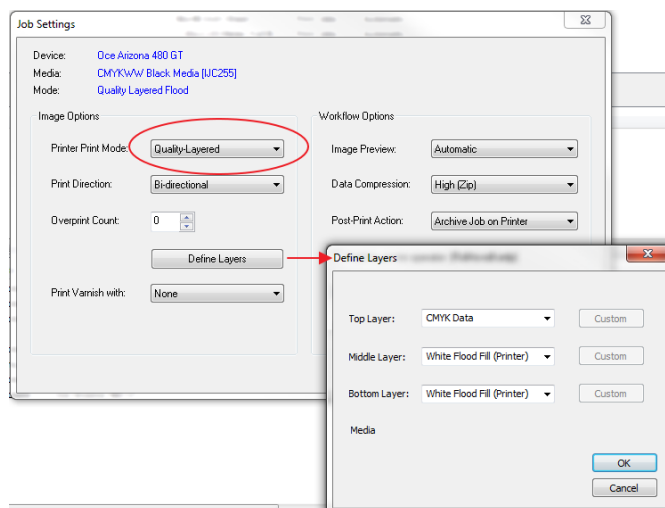 Job Settings
Device: Oce Arizona 480 GT
Media: CMYKWW Black Media [IJC255]
Mode: Quality Layered Flood
Image Options
Workflow Options
Printer Print Mode: Quality-Layered
Image Preview: Automatic
Print Direction: Bi-directional
Data Compression: High (Zip)
Overprint Count: 0
Post-Print Action: Archive Job on Printer
Define Layers
Print Varnish with: None
Define Layers
Top Layer: CMYK Data Custom
Middle Layer: White Flood Fill (Printer) Custom
Bottom Layer: White Flood Fill (Printer) Custom
Media
OK
Cancel